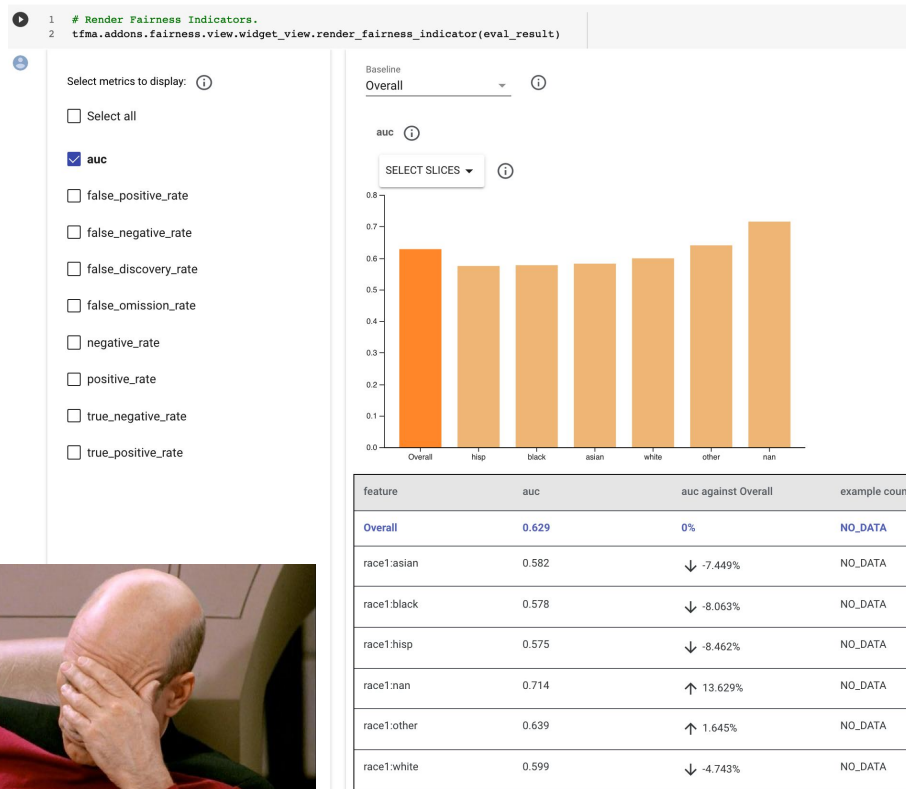 1 # Render Fairness Indicators.
2 tfma.addons.fairness.view.widget_view.render_fairness_indicator(eval_result)
Select metrics to display:
Select all
auc
false_positive_rate
false_negative_rate
false_discovery_rate
false_omission_rate
negative_rate
positive_rate
true_negative_rate
true_positive_rate
Baseline
Overall
auc
SELECT SLICES
0.8
0.7
0.6
0.5
0.4
0.3
0.2
0.1
0.0
Overall hisp black asian white other nan
feature auc auc against Overall example coun
Overall 0.629 0% NO_DATA
race1:asian 0.582 -7.449% NO_DATA
race1:black 0.578 -8.063% NO_DATA
race1:hisp 0.575 -8.462% NO_DATA
race1:nan 0.714 13.629% NO_DATA
race1:other 0.639 1.645% NO_DATA
race1:white 0.599 -4.743% NO_DATA